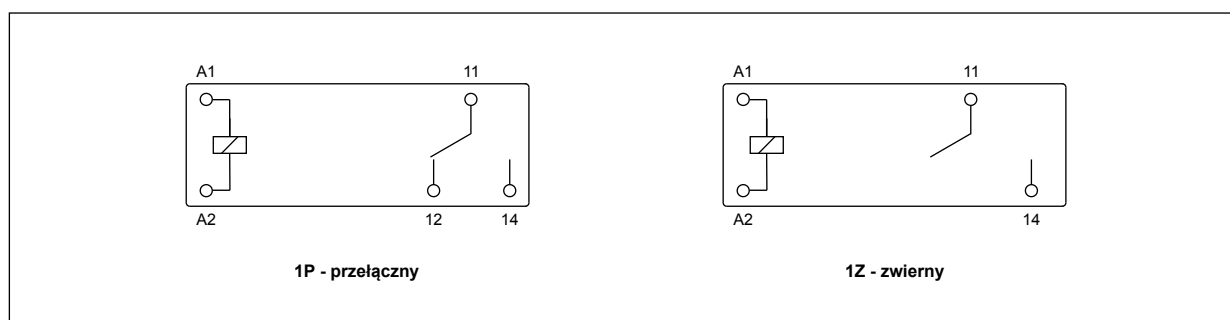 A1 11
A2 12 14
1P - przełączny
A1 11
A2 14
1Z - zwierny